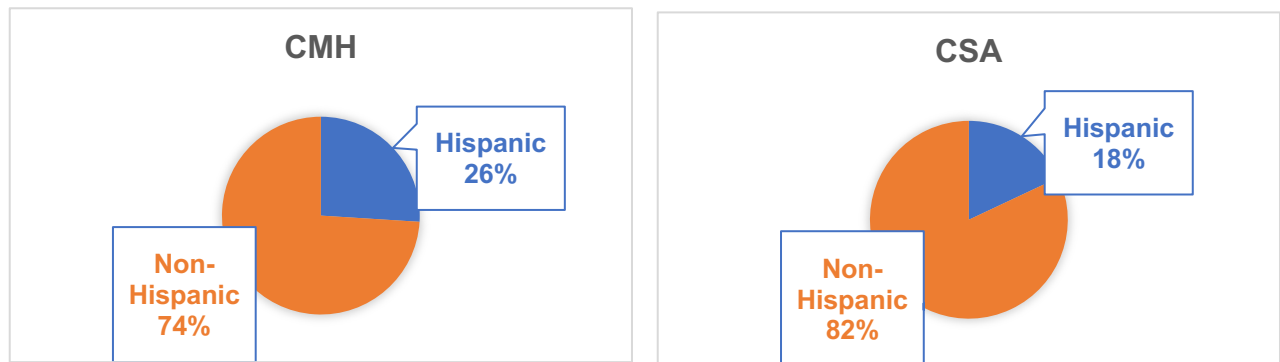 CMH
Hispanic
26%
Non-
Hispanic
74%
CSA
Hispanic
18%
Non-
Hispanic
82%